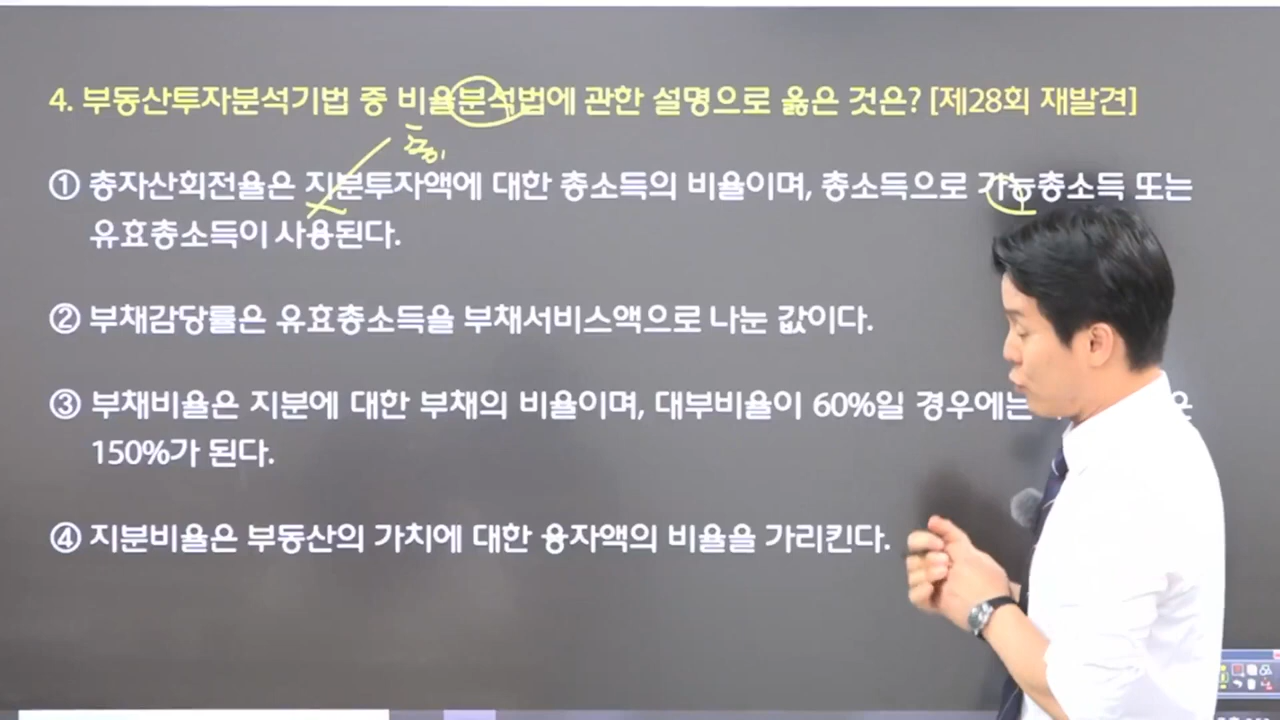 4. 부동산투자분석기법 중 비율분석법에 관한 설명으로 옳은 것은? [제28회 재발견]
① 총자산회전율은 지분투자액에 대한 총소득의 비율이며, 총소득으로 가능총소득 또는
유효총소득이 사용된다.
② 부채감당률은 유효총소득을 부채서비스액으로 나눈 값이다.
③ 부채비율은 지분에 대한 부채의 비율이며, 대부비율이 60%일 경우에는
150%가 된다.
④ 지분비율은 부동산의 가치에 대한 융자액의 비율을 가리킨다.